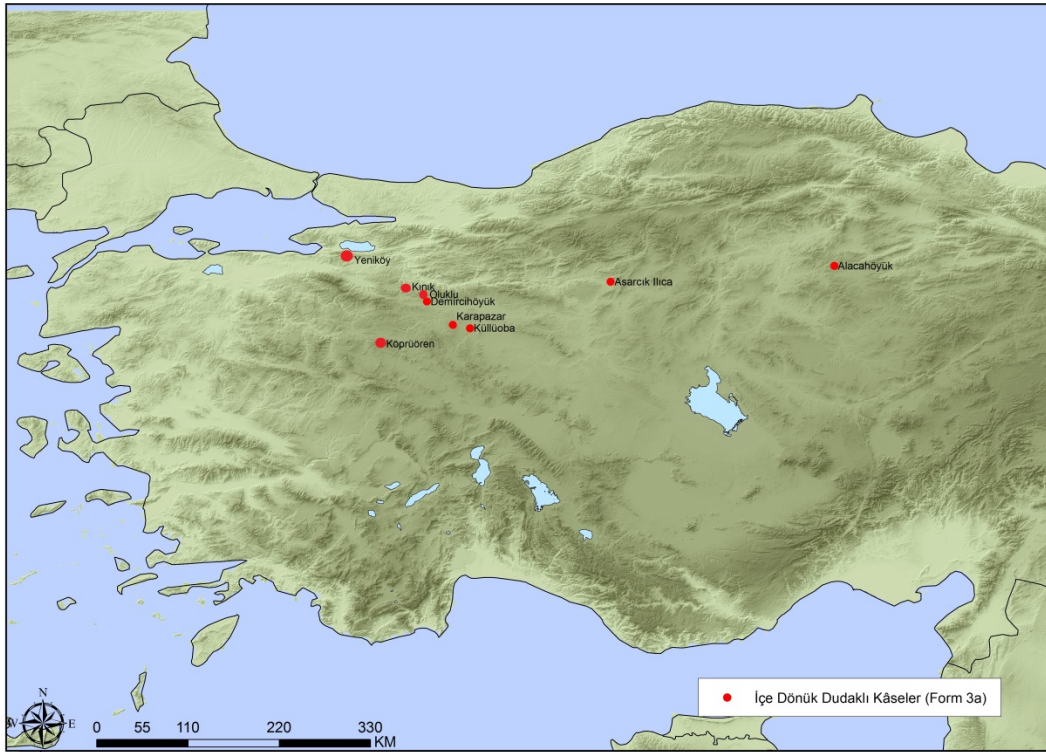 Yeniköy
Alacahöyük
Asarcık Ilıca
Kınık
Oluklu
Demircihöyük
Karapazar
Küllüoba
Köprüören
İçe Dönük Dudaklı Kâseler (Form 3a)
N
W
E
S
0 55 110 220 330
KM